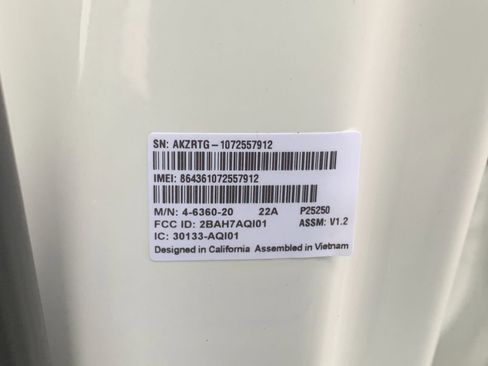 SN: AKZRTG-1072557912
IMEI: 864361072557912
M/N: 4-6360-20 22A P25250
FCC ID: 2BAH7AQI01 ASSM: V1.2
IC: 30133-AQI01
Designed in California Assembled in Vietnam